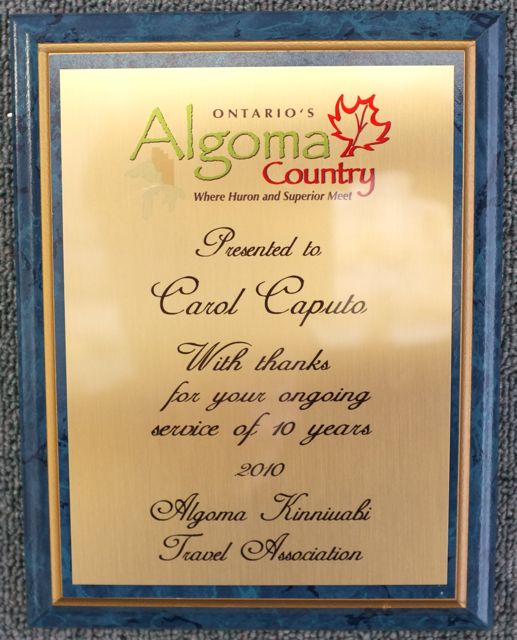 ONTARIO'S
Algoma
Country
Where Huron and Superior Meet
Presented to
Carol Caputo
With thanks
for your ongoing
service of 10 years
2010
Algoma Kinniwabi
Travel Association